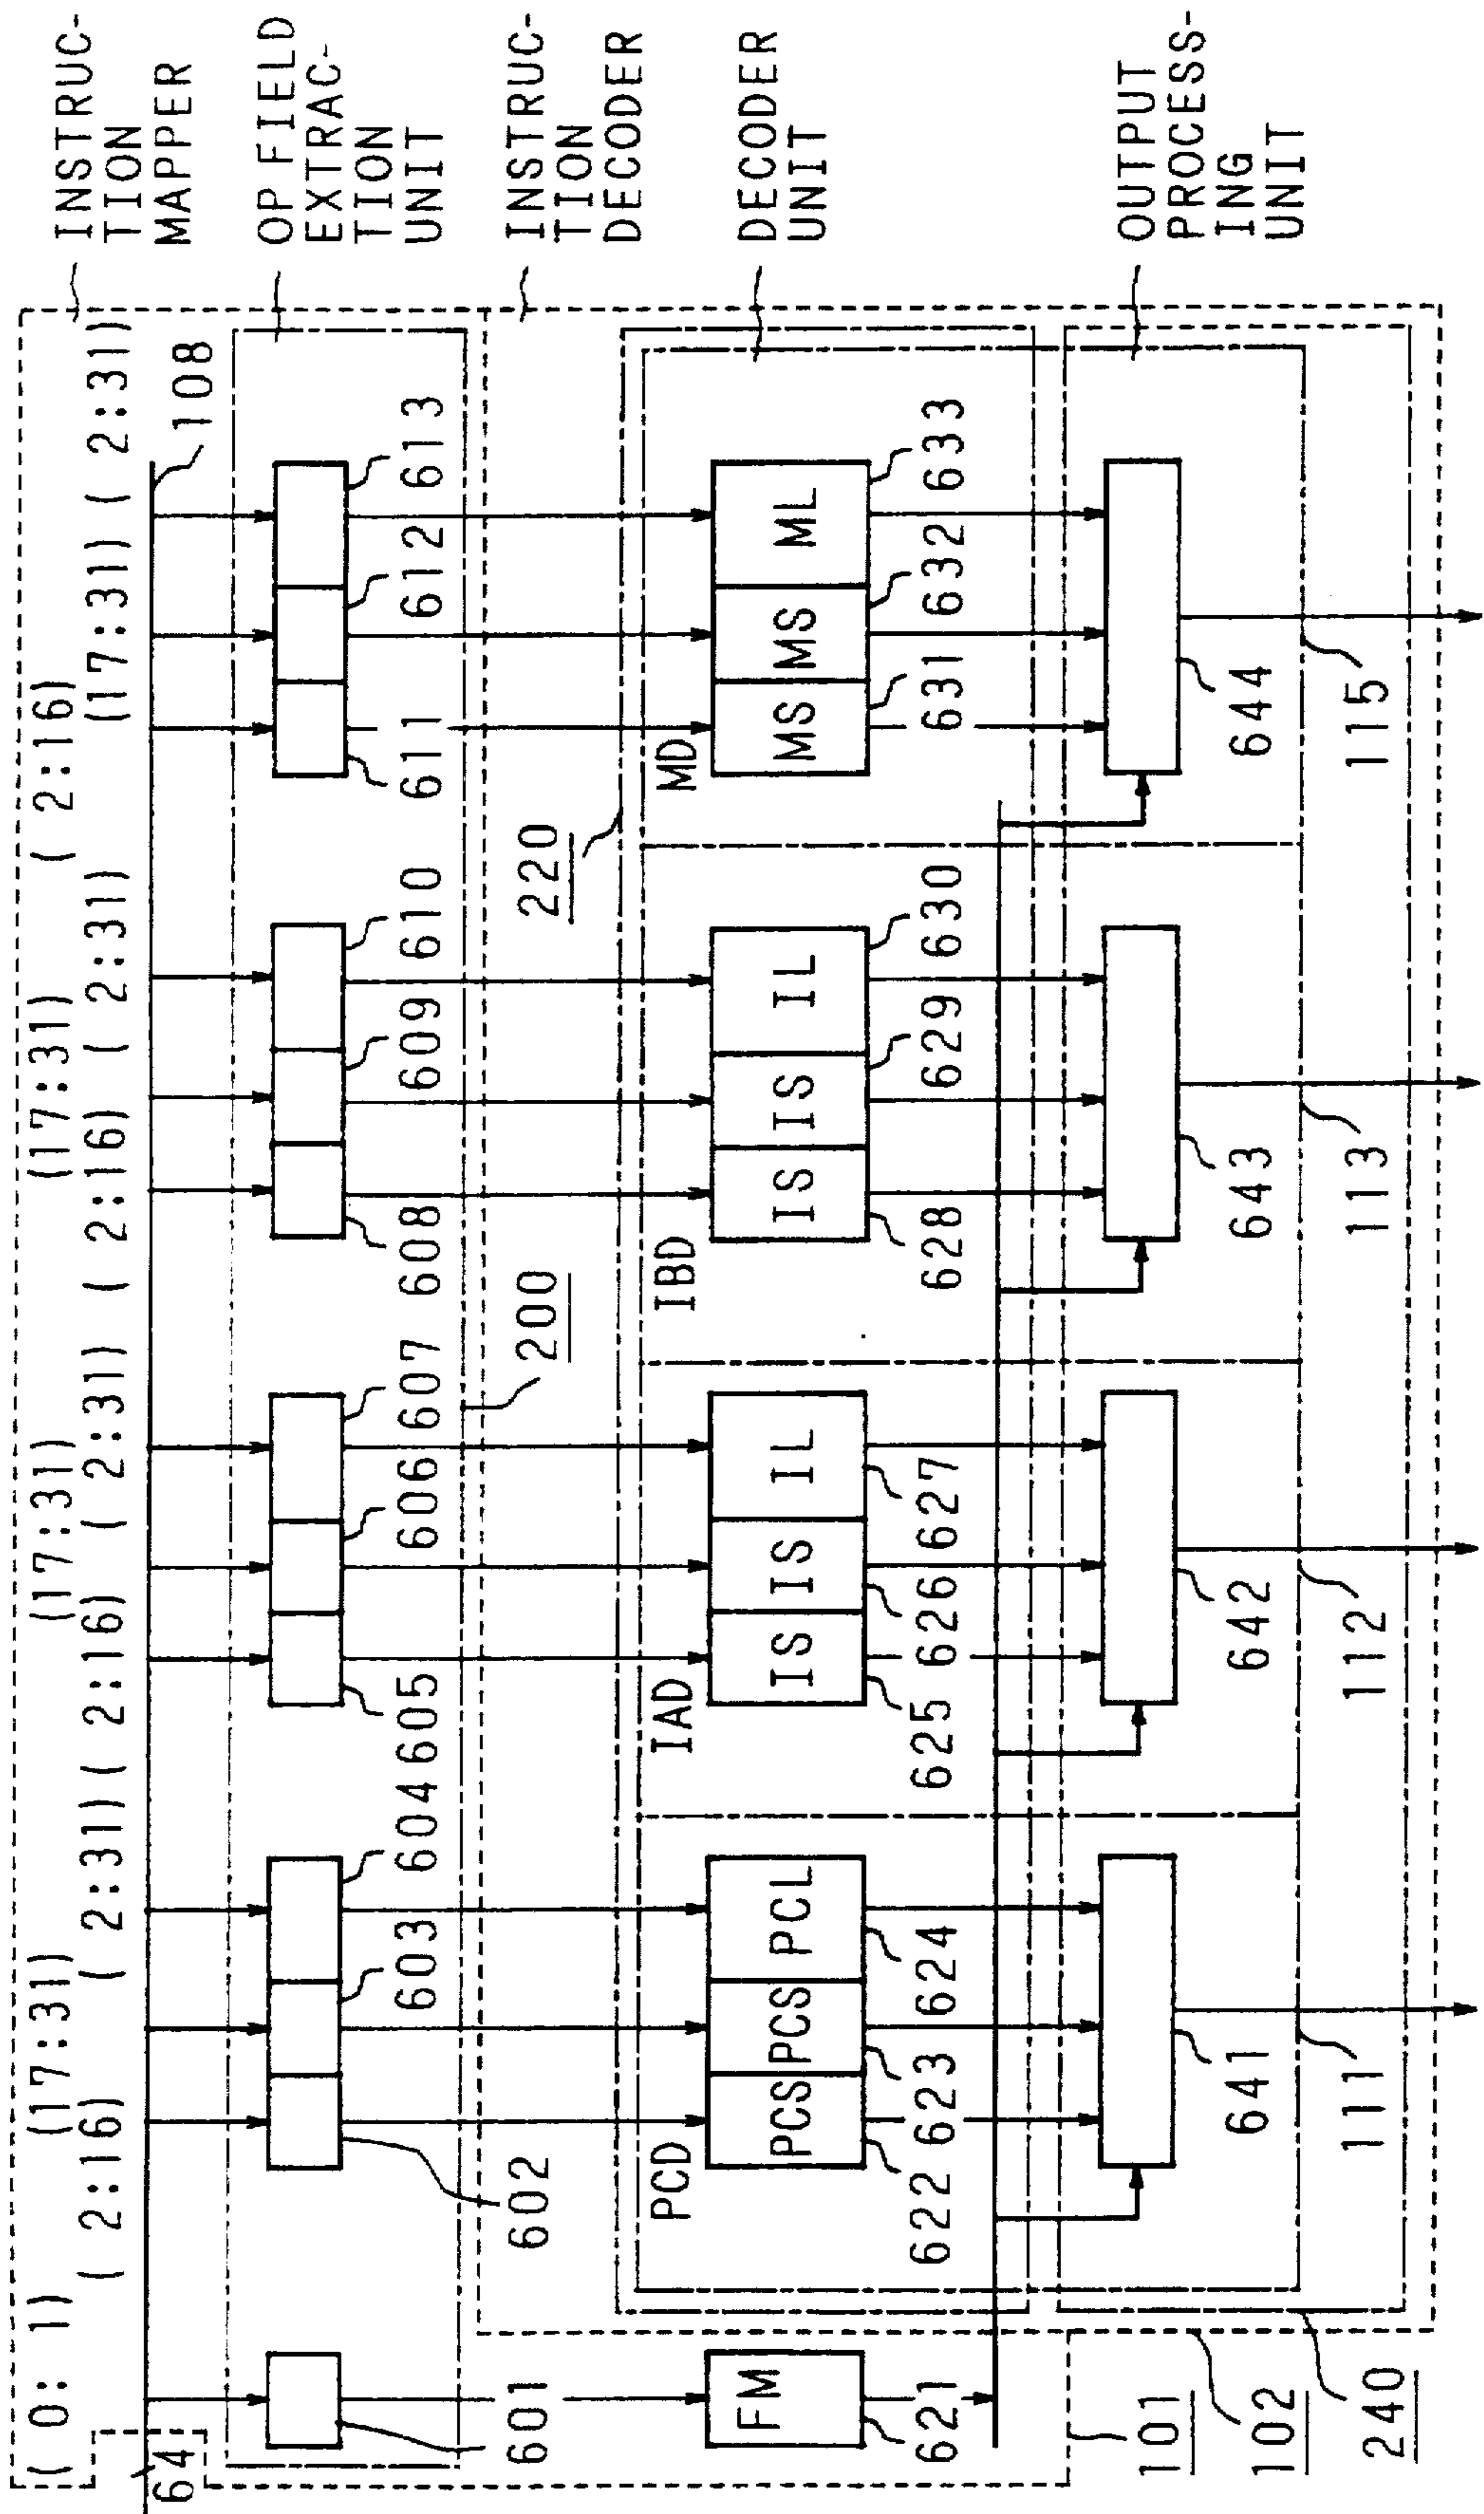 INSTRUC-
TION
MAPPER
OP FIELD
EXTRAC-
TION
UNIT
INSTRUC-
TION
DECODER
DECODER
UNIT
OUTPUT
PROCESS-
ING
UNIT
( 0: 1) (17:31) (17:31) (17:31) ( 2:16)
( 2:16) ( 2:31) ( 2:16) ( 2:31) ( 2:16) ( 2:31) (17:31) ( 2:31)
64
108
601
602
603
604
605
606
607
608
609
610
611
612
613
200
220
PCD
IAD
IBD
MD
FM
PCS
PCS
PCL
IS
IS
IL
IS
IS
IL
MS
MS
ML
621
622
623
624
625
626
627
628
629
630
631
632
633
641
642
643
644
111
112
113
115
101
102
240